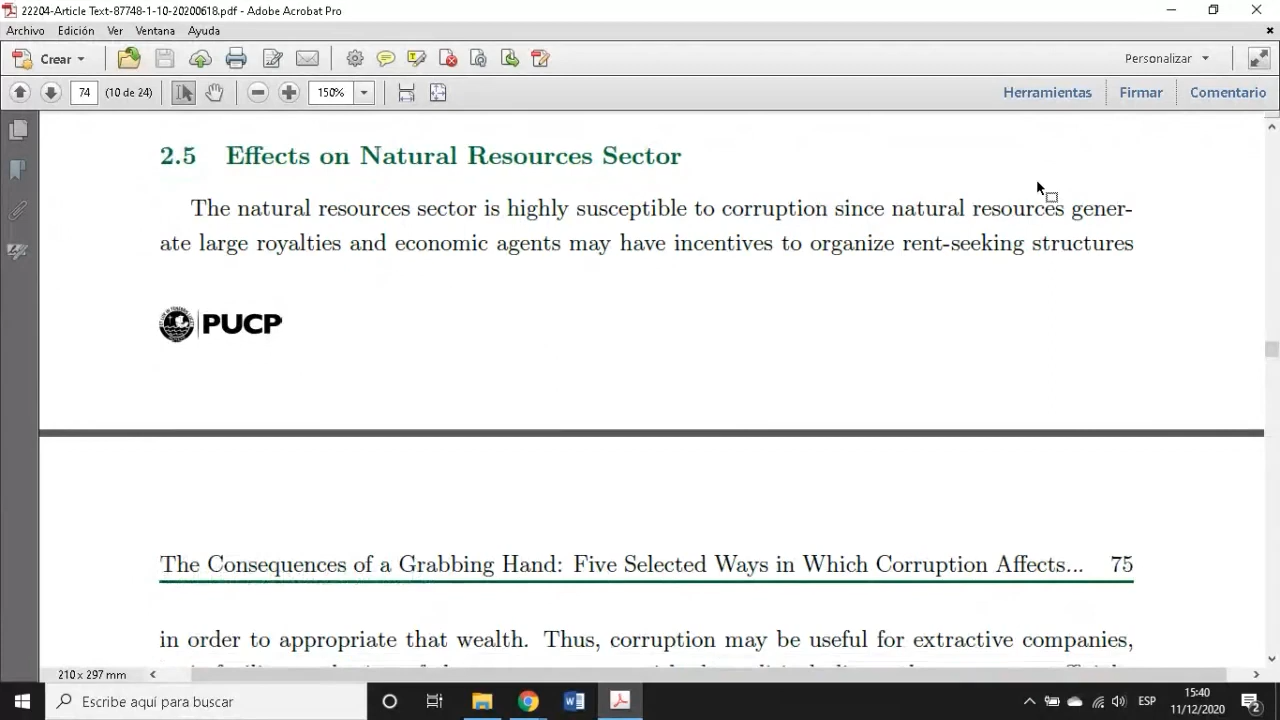 22204-Article Text-87748-1-10-20200618.pdf - Adobe Acrobat Pro
Archivo Edición Ver Ventana Ayuda
Crear Personalizar
74 (10 de 24) 150% Herramientas Firmar Comentario
2.5 Effects on Natural Resources Sector
The natural resources sector is highly susceptible to corruption since natural resources gener-
ate large royalties and economic agents may have incentives to organize rent-seeking structures
PUCP
The Consequences of a Grabbing Hand: Five Selected Ways in Which Corruption Affects... 75
in order to appropriate that wealth. Thus, corruption may be useful for extractive companies,
210 x 297 mm
Escribe aquí para buscar
ESP
15:40
11/12/2020
2